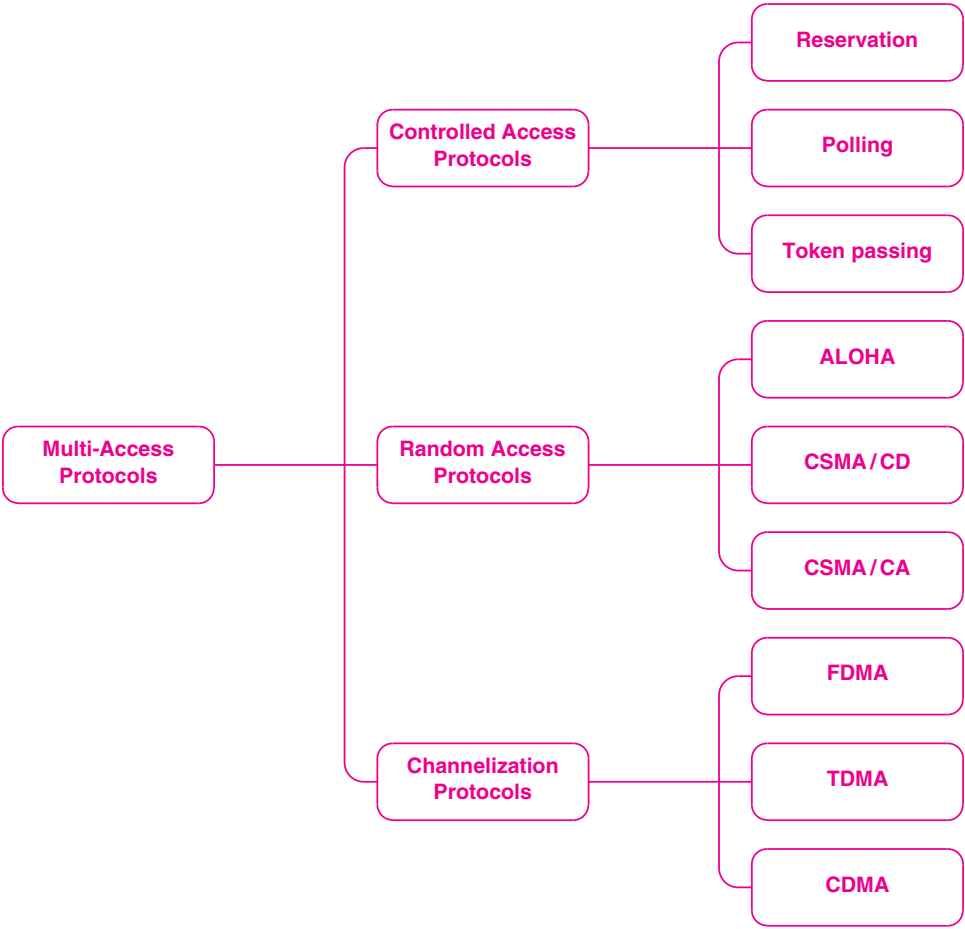 Reservation
Controlled Access
Protocols
Polling
Token passing
ALOHA
Multi-Access
Protocols
Random Access
Protocols
CSMA/CD
CSMA/CA
FDMA
Channelization
Protocols
TDMA
CDMA